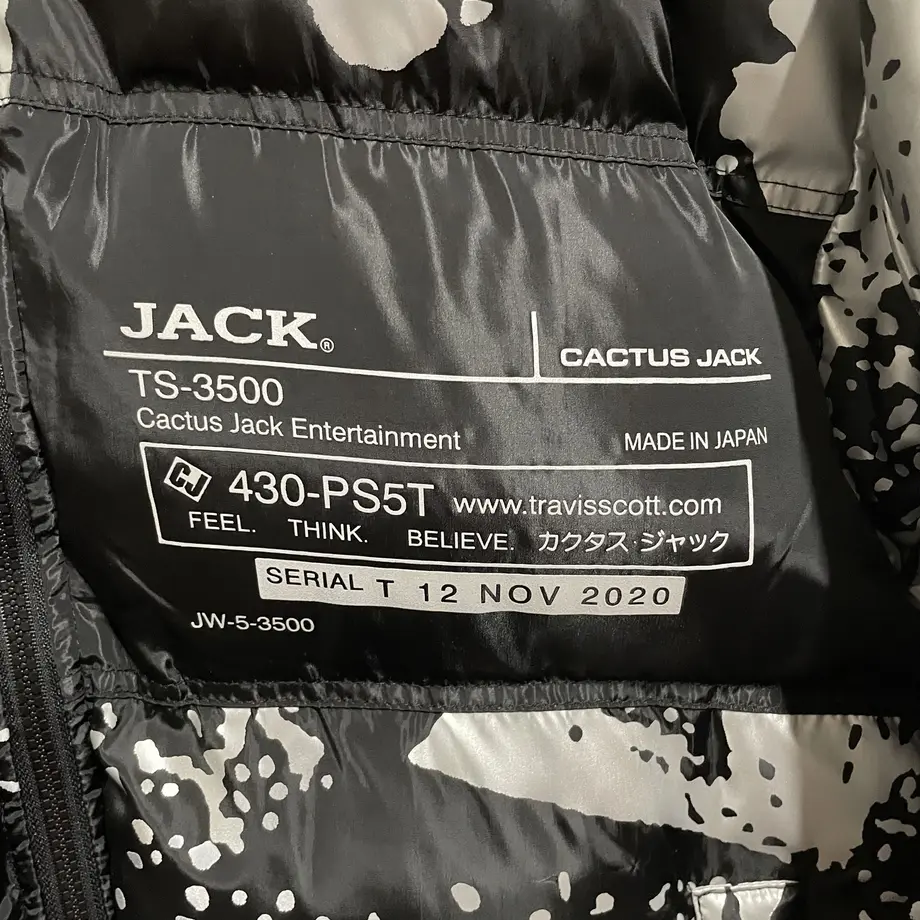 JACK®
CACTUS JACK
TS-3500
Cactus Jack Entertainment
MADE IN JAPAN
CJ 430-PS5T www.travisscott.com
FEEL. THINK. BELIEVE. カクタス・ジャック
SERIAL T 12 NOV 2020
JW-5-3500